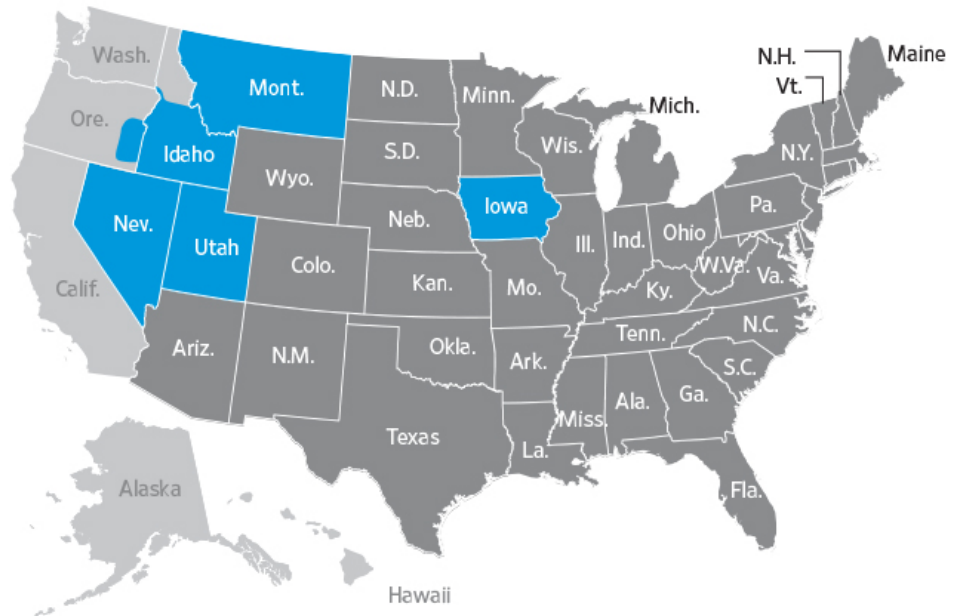 Wash.
Mont.
N.D.
Minn.
Mich.
N.H.
Vt.
Maine
Ore.
Idaho
Wyo.
S.D.
Wis.
N.Y.
Nev.
Utah
Colo.
Neb.
Iowa
Ill.
Ind.
Ohio
Pa.
Calif.
Kan.
Mo.
Ky.
W.Va.
Va.
Ariz.
N.M.
Okla.
Ark.
Tenn.
N.C.
S.C.
Texas
La.
Miss.
Ala.
Ga.
Fla.
Alaska
Hawaii